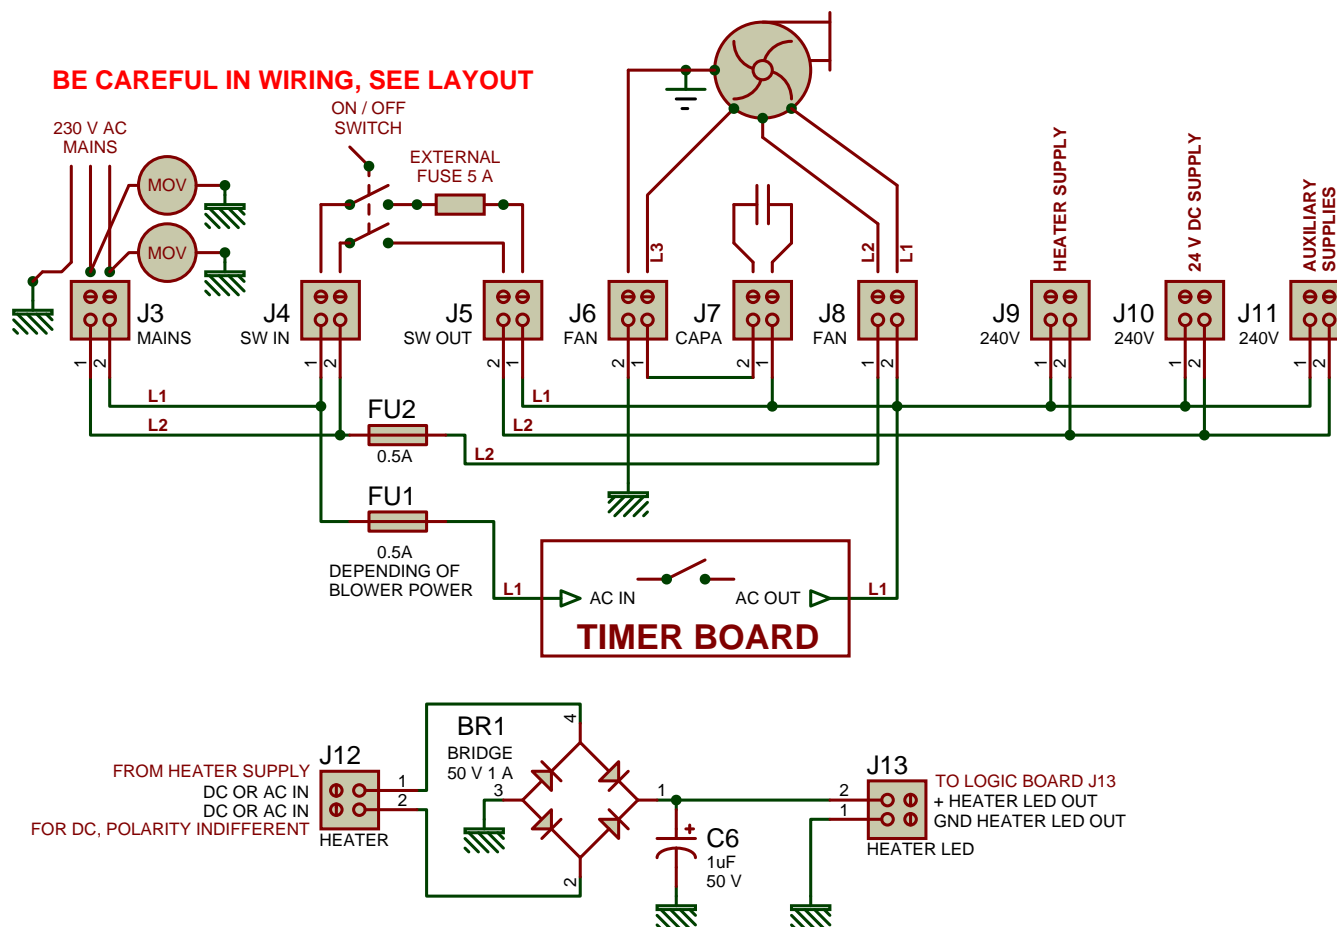 BE CAREFUL IN WIRING, SEE LAYOUT
230 V AC
MAINS
MOV
MOV
ON / OFF
SWITCH
EXTERNAL
FUSE 5 A
L3
L2
L1
HEATER SUPPLY
24 V DC SUPPLY
AUXILIARY
SUPPLIES
J3
MAINS
J4
SW IN
J5
SW OUT
J6
FAN
J7
CAPA
J8
FAN
J9
240V
J10
240V
J11
240V
1 2
1 2
2 1
1 2
2 1
2 1
1 2
1 2
1 2
L1
L2
FU2
0.5A
L2
L1
L2
FU1
0.5A
DEPENDING OF
BLOWER POWER
L1
AC IN
AC OUT
L1
TIMER BOARD
J12
FROM HEATER SUPPLY
DC OR AC IN
DC OR AC IN
FOR DC, POLARITY INDIFFERENT
HEATER
1
2
BR1
BRIDGE
50 V 1 A
4
3
1
2
C6
1uF
50 V
+
J13
TO LOGIC BOARD J13
+ HEATER LED OUT
GND HEATER LED OUT
HEATER LED
2
1